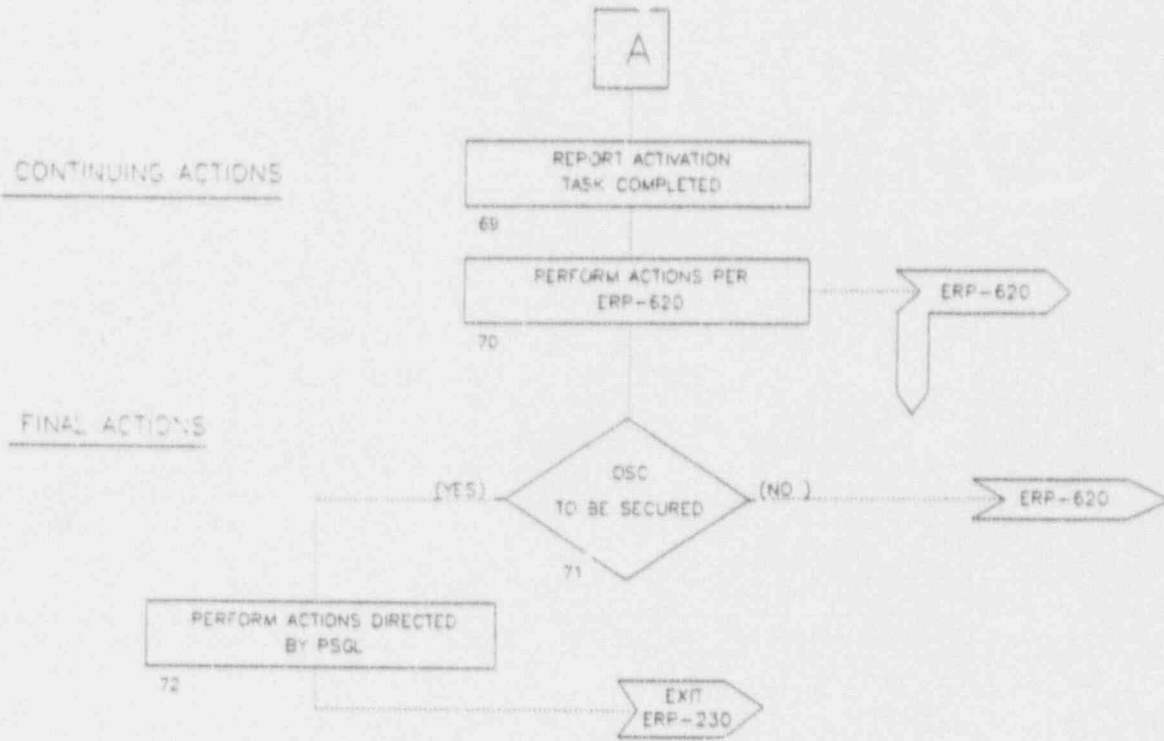 A
CONTINUING ACTIONS
REPORT ACTIVATION
TASK COMPLETED
69
PERFORM ACTIONS PER
ERP-620
70
ERP-620
FINAL ACTIONS
OSC
TO BE SECURED
71
(YES)
(NO )
ERP-620
PERFORM ACTIONS DIRECTED
BY PSGL
72
EXIT
ERP-230